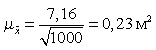 μ_x̃ = 7,16 / √1000 = 0,23 м²